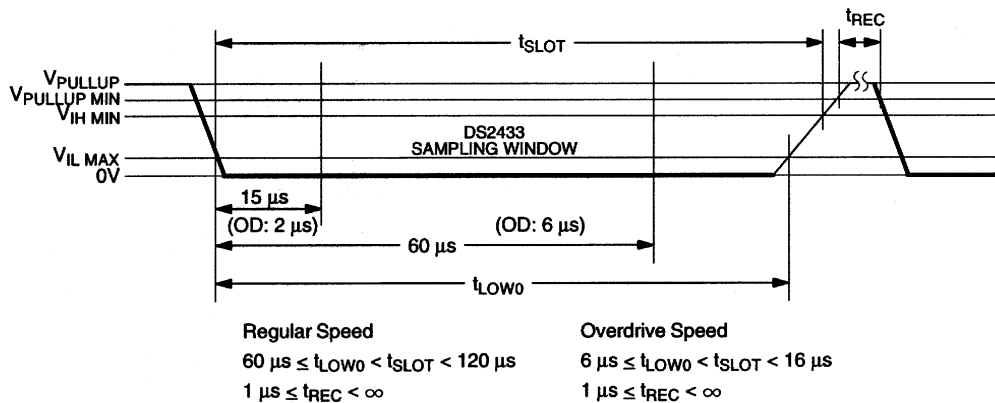 tREC
tSLOT
VPULLUP
VPULLUP MIN
VIH MIN
DS2433
SAMPLING WINDOW
VIL MAX
0V
15 μs
(OD: 2 μs) (OD: 6 μs)
60 μs
tLOW0
Regular Speed Overdrive Speed
60 μs ≤ tLOW0 < tSLOT < 120 μs 6 μs ≤ tLOW0 < tSLOT < 16 μs
1 μs ≤ tREC < ∞ 1 μs ≤ tREC < ∞